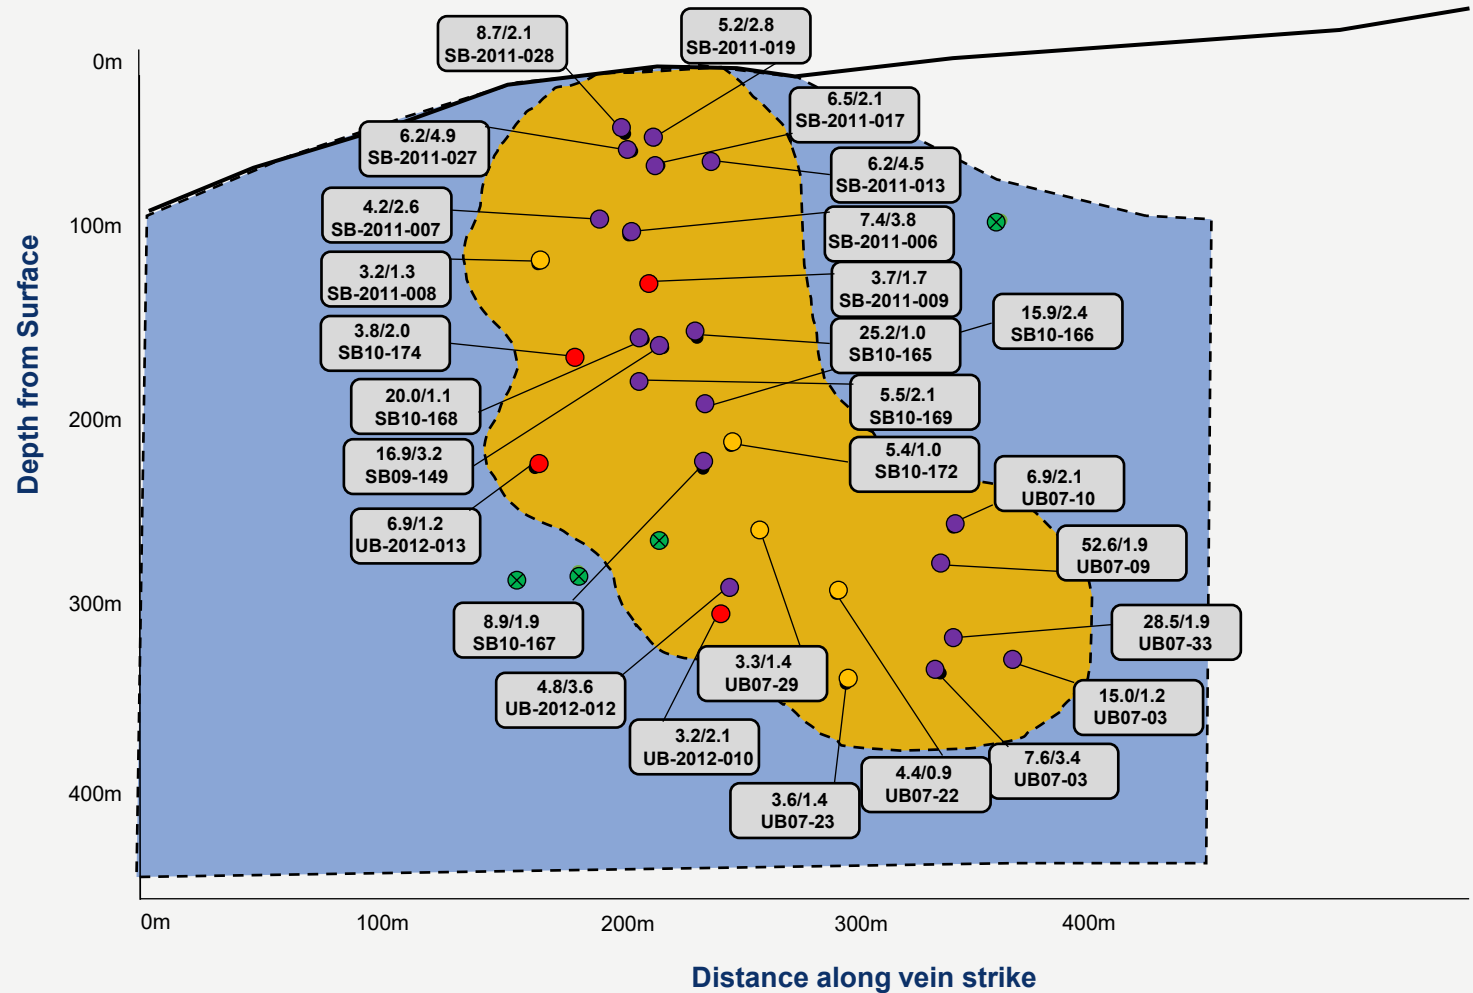 8.7/2.1
SB-2011-028
5.2/2.8
SB-2011-019
0m
6.5/2.1
SB-2011-017
6.2/4.9
SB-2011-027
6.2/4.5
SB-2011-013
4.2/2.6
SB-2011-007
100m
7.4/3.8
SB-2011-006
3.2/1.3
SB-2011-008
3.7/1.7
SB-2011-009
15.9/2.4
SB10-166
3.8/2.0
SB10-174
25.2/1.0
SB10-165
20.0/1.1
SB10-168
5.5/2.1
SB10-169
200m
16.9/3.2
SB09-149
5.4/1.0
SB10-172
6.9/2.1
UB07-10
6.9/1.2
UB-2012-013
52.6/1.9
UB07-09
300m
8.9/1.9
SB10-167
28.5/1.9
UB07-33
3.3/1.4
UB07-29
4.8/3.6
UB-2012-012
15.0/1.2
UB07-03
3.2/2.1
UB-2012-010
7.6/3.4
UB07-03
4.4/0.9
UB07-22
3.6/1.4
UB07-23
400m
Depth from Surface
0m
100m
200m
300m
400m
Distance along vein strike